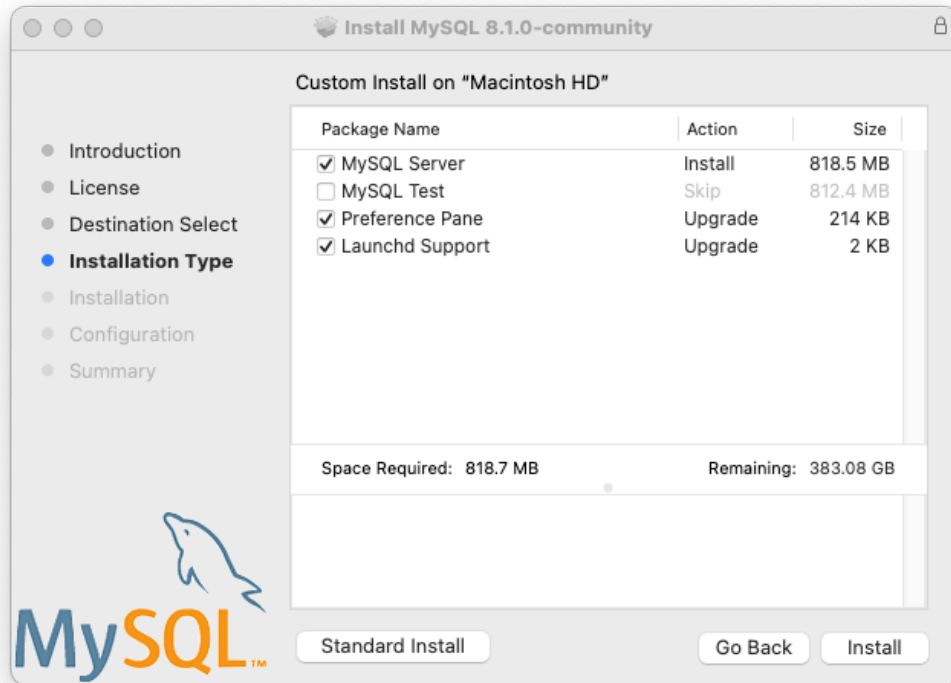 Install MySQL 8.1.0-community
Introduction
License
Destination Select
Installation Type
Installation
Configuration
Summary
Custom Install on “Macintosh HD”
Package Name Action Size
MySQL Server Install 818.5 MB
MySQL Test Skip 812.4 MB
Preference Pane Upgrade 214 KB
Launchd Support Upgrade 2 KB
Space Required: 818.7 MB Remaining: 383.08 GB
MySQL™
Standard Install Go Back Install